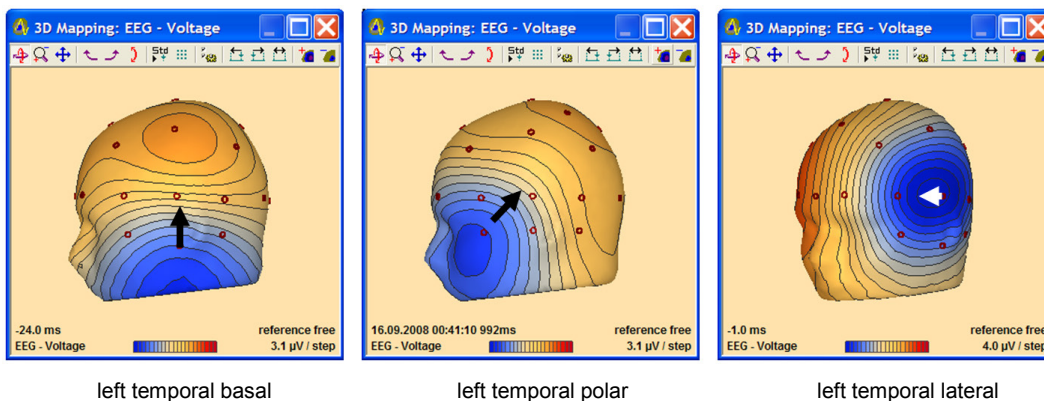 3D Mapping: EEG - Voltage
Std
-24.0 ms
reference free
EEG - Voltage
3.1 µV / step
left temporal basal
3D Mapping: EEG - Voltage
Std
16.09.2008 00:41:10 992ms
reference free
EEG - Voltage
3.1 µV / step
left temporal polar
3D Mapping: EEG - Voltage
Std
-1.0 ms
reference free
EEG - Voltage
4.0 µV / step
left temporal lateral